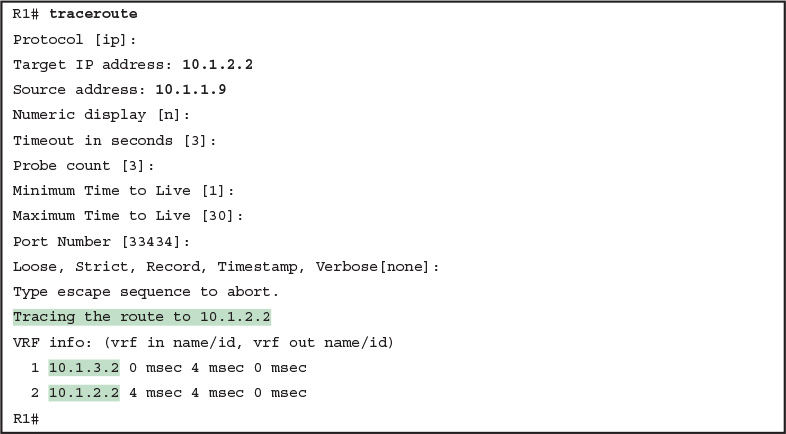 R1# traceroute
Protocol [ip]:
Target IP address: 10.1.2.2
Source address: 10.1.1.9
Numeric display [n]:
Timeout in seconds [3]:
Probe count [3]:
Minimum Time to Live [1]:
Maximum Time to Live [30]:
Port Number [33434]:
Loose, Strict, Record, Timestamp, Verbose[none]:
Type escape sequence to abort.
Tracing the route to 10.1.2.2
VRF info: (vrf in name/id, vrf out name/id)
  1 10.1.3.2 0 msec 4 msec 0 msec
  2 10.1.2.2 4 msec 4 msec 0 msec
R1#